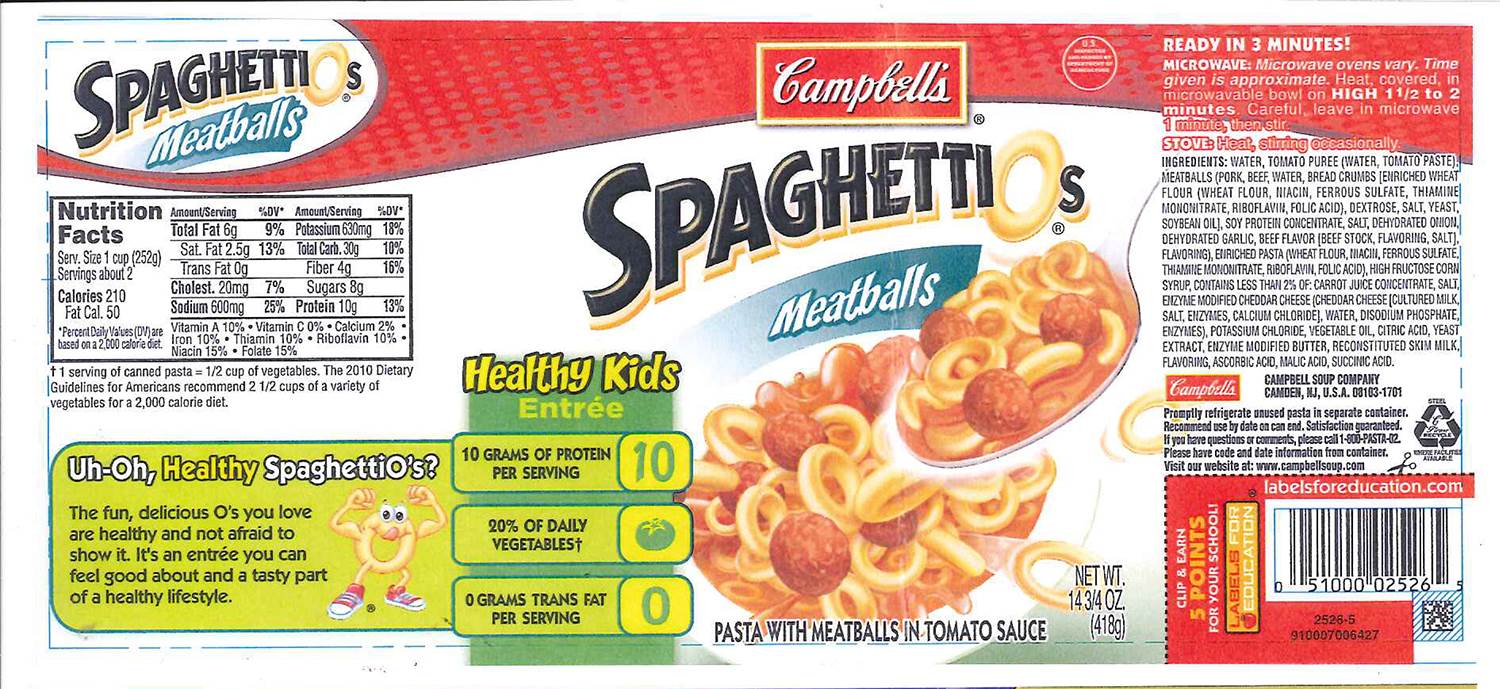 SPAGHETTIOs®
Meatballs
Nutrition
Facts
Serv. Size 1 cup (252g)
Servings about 2
Calories 210
Fat Cal. 50
*Percent Daily Values (DV) are
based on a 2,000 calorie diet.
Amount/Serving %DV* Amount/Serving %DV*
Total Fat 6g 9% Potassium 630mg 18%
Sat. Fat 2.5g 13% Total Carb. 30g 10%
Trans Fat 0g Fiber 4g 16%
Cholest. 20mg 7% Sugars 8g
Sodium 600mg 25% Protein 10g 13%
Vitamin A 10% • Vitamin C 0% • Calcium 2% •
Iron 10% • Thiamin 10% • Riboflavin 10% •
Niacin 15% • Folate 15%
†1 serving of canned pasta = 1/2 cup of vegetables. The 2010 Dietary
Guidelines for Americans recommend 2 1/2 cups of a variety of
vegetables for a 2,000 calorie diet.
Uh-Oh, Healthy SpaghettiO's?
The fun, delicious O's you love
are healthy and not afraid to
show it. It's an entrée you can
feel good about and a tasty part
of a healthy lifestyle.
®
Healthy Kids
Entrée
10 GRAMS OF PROTEIN
PER SERVING
10
20% OF DAILY
VEGETABLES†
0 GRAMS TRANS FAT
PER SERVING
0
Campbell's®
SPAGHETTIOs®
Meatballs
PASTA WITH MEATBALLS IN TOMATO SAUCE
NET WT.
14 3/4 OZ.
(418g)
U.S.
INSPECTED
AND PASSED BY
DEPARTMENT OF
AGRICULTURE
READY IN 3 MINUTES!
MICROWAVE: Microwave ovens vary. Time
given is approximate. Heat, covered, in
microwavable bowl on HIGH 1 1/2 to 2
minutes. Careful, leave in microwave
1 minute, then stir.
STOVE: Heat, stirring occasionally.
INGREDIENTS: WATER, TOMATO PUREE (WATER, TOMATO PASTE),
MEATBALLS (PORK, BEEF, WATER, BREAD CRUMBS [ENRICHED WHEAT
FLOUR (WHEAT FLOUR, NIACIN, FERROUS SULFATE, THIAMINE
MONONITRATE, RIBOFLAVIN, FOLIC ACID), DEXTROSE, SALT, YEAST,
SOYBEAN OIL], SOY PROTEIN CONCENTRATE, SALT, DEHYDRATED ONION,
DEHYDRATED GARLIC, BEEF FLAVOR [BEEF STOCK, FLAVORING, SALT],
FLAVORING), ENRICHED PASTA (WHEAT FLOUR, NIACIN, FERROUS SULFATE,
THIAMINE MONONITRATE, RIBOFLAVIN, FOLIC ACID), HIGH FRUCTOSE CORN
SYRUP, CONTAINS LESS THAN 2% OF: CARROT JUICE CONCENTRATE, SALT,
ENZYME MODIFIED CHEDDAR CHEESE (CHEDDAR CHEESE [CULTURED MILK,
SALT, ENZYMES, CALCIUM CHLORIDE], WATER, DISODIUM PHOSPHATE,
ENZYMES), POTASSIUM CHLORIDE, VEGETABLE OIL, CITRIC ACID, YEAST
EXTRACT, ENZYME MODIFIED BUTTER, RECONSTITUTED SKIM MILK,
FLAVORING, ASCORBIC ACID, MALIC ACID, SUCCINIC ACID.
Campbell's
CAMPBELL SOUP COMPANY
CAMDEN, NJ, U.S.A. 08103-1701
Promptly refrigerate unused pasta in separate container.
Recommend use by date on can end. Satisfaction guaranteed.
If you have questions or comments, please call 1-800-PASTA-02.
Please have code and date information from container.
Visit our website at: www.campbellsoup.com
STEEL
RECYCLE
WHERE FACILITIES
AVAILABLE
labelsforeducation.com
CLIP & EARN
5 POINTS
FOR YOUR SCHOOL!
LABELS FOR
EDUCATION
®
0 51000 02526 5
2526-5
910007006427